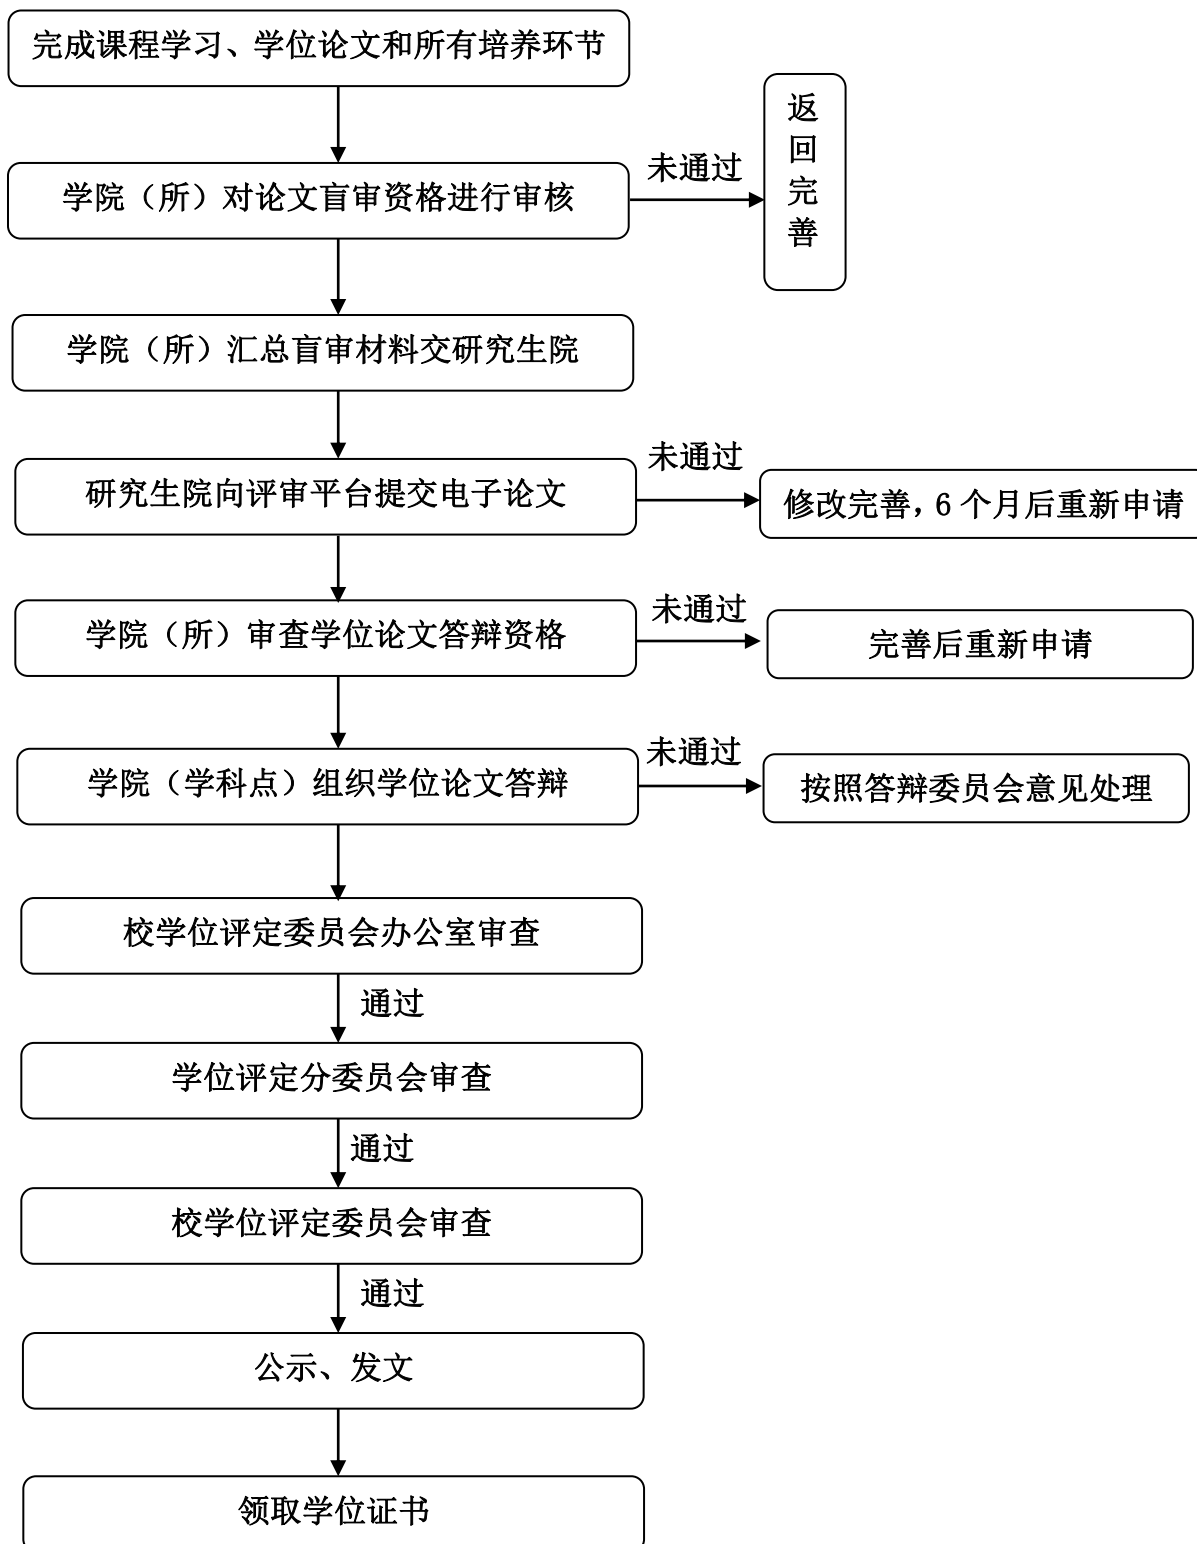 完成课程学习、学位论文和所有培养环节
学院（所）对论文盲审资格进行审核
未通过
返
回
完
善
学院（所）汇总盲审材料交研究生院
研究生院向评审平台提交电子论文
未通过
修改完善，6个月后重新申请
学院（所）审查学位论文答辩资格
未通过
完善后重新申请
学院（学科点）组织学位论文答辩
未通过
按照答辩委员会意见处理
校学位评定委员会办公室审查
通过
学位评定分委员会审查
通过
校学位评定委员会审查
通过
公示、发文
领取学位证书